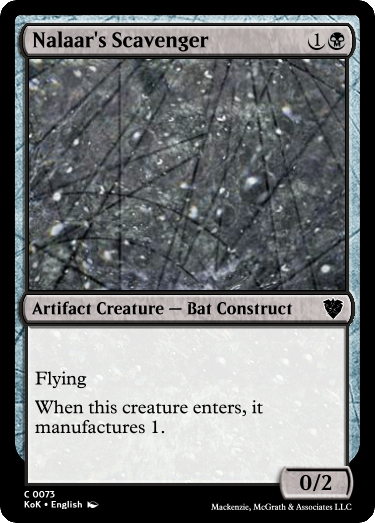 Nalaar's Scavenger 1
Artifact Creature — Bat Construct
Flying
When this creature enters, it
manufactures 1.
0/2
C 0073
KoK • English
Mackenzie, McGrath & Associates LLC